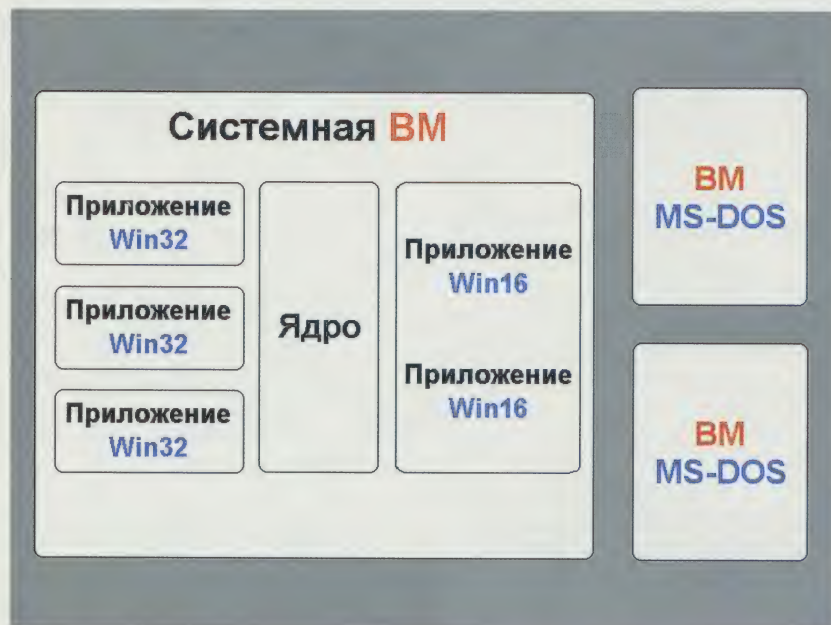 Системная ВМ
Приложение
Win32
Приложение
Win32
Приложение
Win32
Ядро
Приложение
Win16
Приложение
Win16
ВМ
MS-DOS
ВМ
MS-DOS